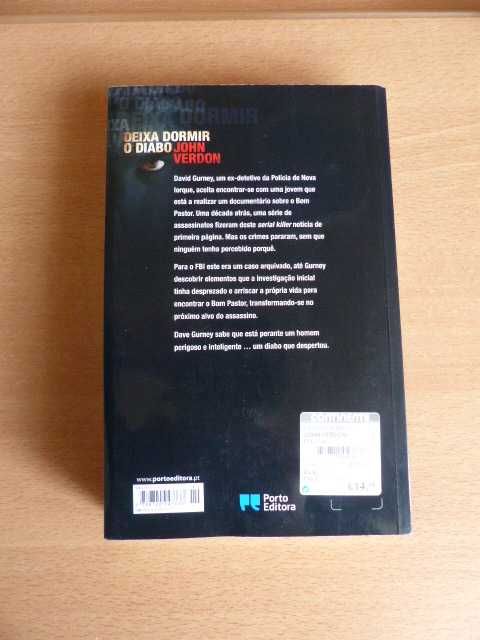 DEIXA DORMIR
O DIABO JOHN
VERDON
David Gurney, um ex-detetive da Polícia de Nova
Iorque, aceita encontrar-se com uma jovem que
está a realizar um documentário sobre o Bom
Pastor. Uma década atrás, uma série de
assassinatos fizeram deste serial killer notícia de
primeira página. Mas os crimes pararam, sem que
ninguém tenha percebido porquê.
Para o FBI este era um caso arquivado, até Gurney
descobrir elementos que a investigação inicial
tinha desprezado e arriscar a própria vida para
encontrar o Bom Pastor, transformando-se no
próximo alvo do assassino.
Dave Gurney sabe que está perante um homem
perigoso e inteligente ... um diabo que despertou.
www.portoeditora.pt
Porto
Editora